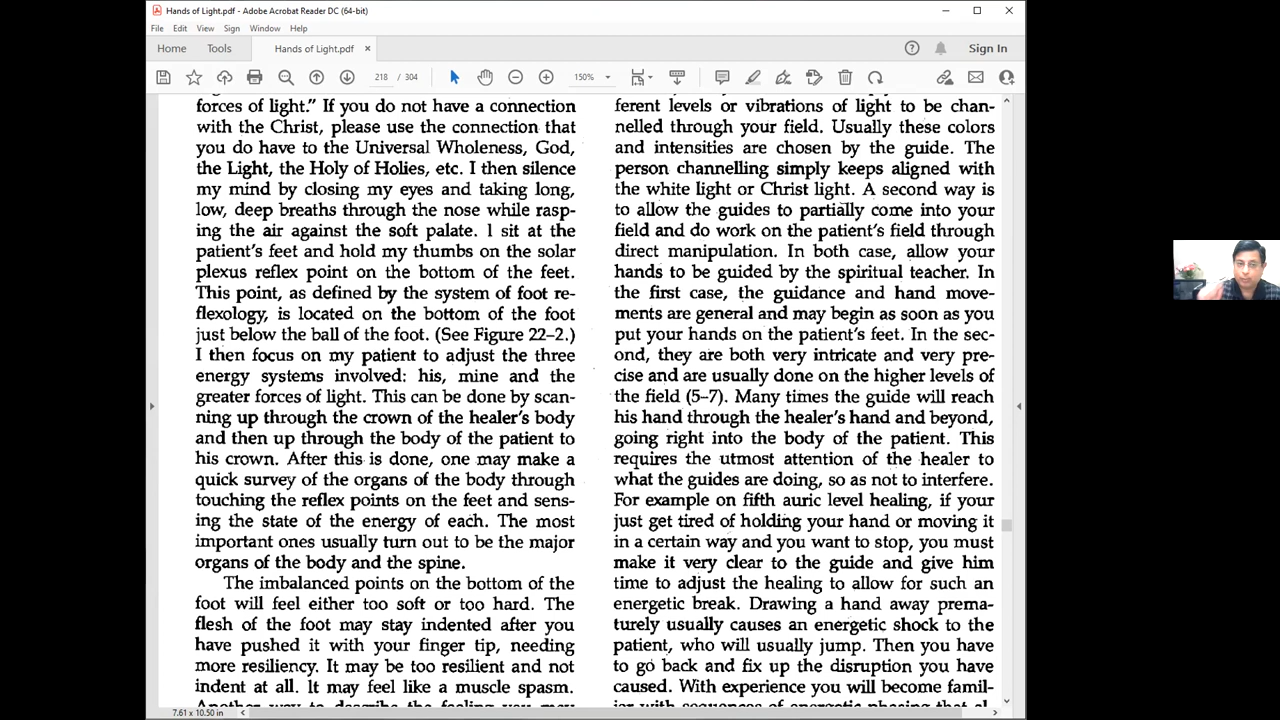 Hands of Light.pdf - Adobe Acrobat Reader DC (64-bit)
File Edit View Sign Window Help
Home Tools Hands of Light.pdf × Sign In
218 / 304 150%
forces of light." If you do not have a connection
with the Christ, please use the connection that
you do have to the Universal Wholeness, God,
the Light, the Holy of Holies, etc. I then silence
my mind by closing my eyes and taking long,
low, deep breaths through the nose while rasp-
ing the air against the soft palate. I sit at the
patient's feet and hold my thumbs on the solar
plexus reflex point on the bottom of the feet.
This point, as defined by the system of foot re-
flexology, is located on the bottom of the foot
just below the ball of the foot. (See Figure 22–2.)
I then focus on my patient to adjust the three
energy systems involved: his, mine and the
greater forces of light. This can be done by scan-
ning up through the crown of the healer's body
and then up through the body of the patient to
his crown. After this is done, one may make a
quick survey of the organs of the body through
touching the reflex points on the feet and sens-
ing the state of the energy of each. The most
important ones usually turn out to be the major
organs of the body and the spine.
The imbalanced points on the bottom of the
foot will feel either too soft or too hard. The
flesh of the foot may stay indented after you
have pushed it with your finger tip, needing
more resiliency. It may be too resilient and not
indent at all. It may feel like a muscle spasm.
Another way to describe the feeling you may
ferent levels or vibrations of light to be chan-
nelled through your field. Usually these colors
and intensities are chosen by the guide. The
person channelling simply keeps aligned with
the white light or Christ light. A second way is
to allow the guides to partially come into your
field and do work on the patient's field through
direct manipulation. In both case, allow your
hands to be guided by the spiritual teacher. In
the first case, the guidance and hand move-
ments are general and may begin as soon as you
put your hands on the patient's feet. In the sec-
ond, they are both very intricate and very pre-
cise and are usually done on the higher levels of
the field (5–7). Many times the guide will reach
his hand through the healer's hand and beyond,
going right into the body of the patient. This
requires the utmost attention of the healer to
what the guides are doing, so as not to interfere.
For example on fifth auric level healing, if your
just get tired of holding your hand or moving it
in a certain way and you want to stop, you must
make it very clear to the guide and give him
time to adjust the healing to allow for such an
energetic break. Drawing a hand away prema-
turely usually causes an energetic shock to the
patient, who will usually jump. Then you have
to go back and fix up the disruption you have
caused. With experience you will become famil-
iar with sequences of energetic phasing that al-
7.61 x 10.50 in